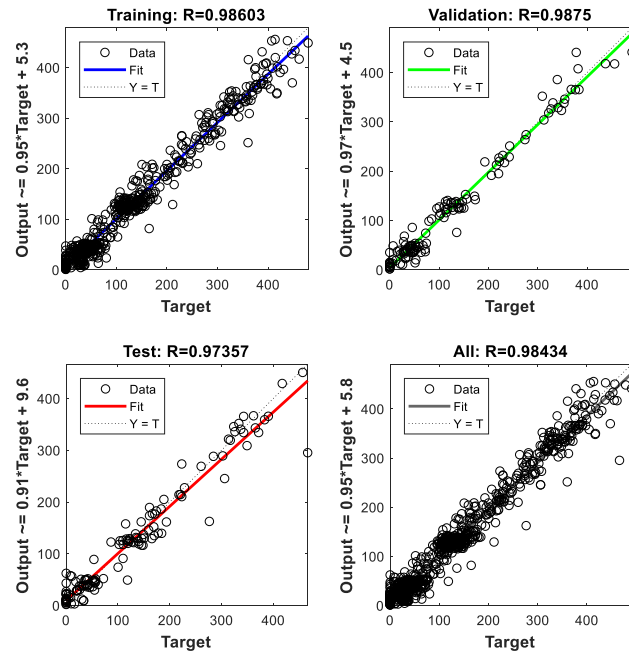 Training: R=0.98603
Output ~= 0.95*Target + 5.3
400
300
200
100
0
Data
Fit
Y = T
0 100 200 300 400
Target
Validation: R=0.9875
Output ~= 0.97*Target + 4.5
400
300
200
100
0
Data
Fit
Y = T
0 100 200 300 400
Target
Test: R=0.97357
Output ~= 0.91*Target + 9.6
400
300
200
100
0
Data
Fit
Y = T
0 100 200 300 400
Target
All: R=0.98434
Output ~= 0.95*Target + 5.8
400
300
200
100
0
Data
Fit
Y = T
0 100 200 300 400
Target